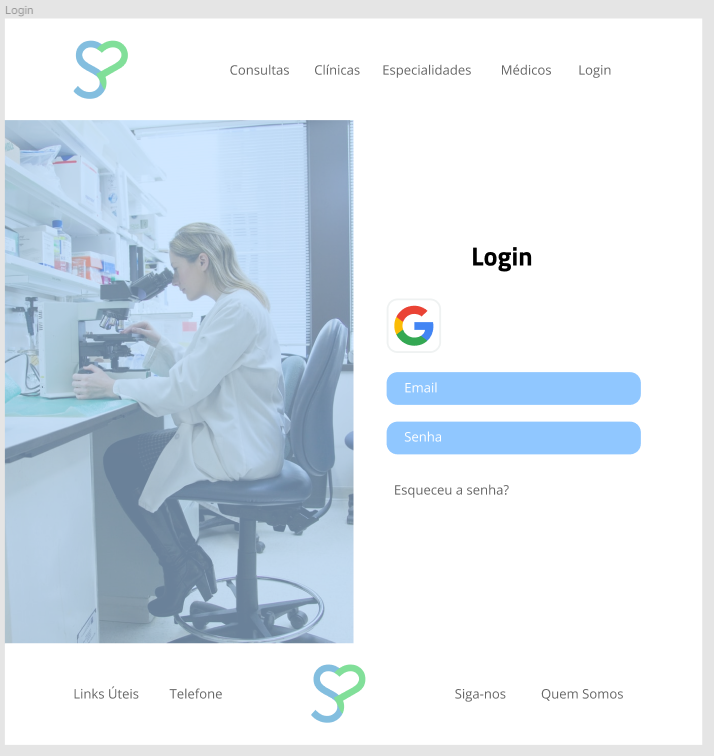 Login
Consultas Clínicas Especialidades Médicos Login
Login
Email
Senha
Esqueceu a senha?
Links Úteis Telefone Siga-nos Quem Somos